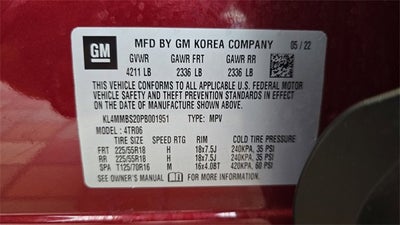 GM
MFD BY GM KOREA COMPANY 05 / 22
GVWR GAWR FRT GAWR RR
4211 LB 2336 LB 2336 LB
THIS VEHICLE CONFORMS TO ALL APPLICABLE U.S. FEDERAL MOTOR
VEHICLE SAFETY AND THEFT PREVENTION STANDARDS IN EFFECT
ON THE DATE OF MANUFACTURE SHOWN ABOVE.
KL4MMBS20PB001951 TYPE: MPV
MODEL : 4TR06
TIRE SIZE SPEED RTG RIM COLD TIRE PRESSURE
FRT 225/55R18 H 18x7.5J 240KPA, 35 PSI
RR 225/55R18 H 18x7.5J 240KPA, 35 PSI
SPA T125/70R16 M 16x4.0BT 420KPA, 60 PSI
SEE OWNER'S MANUAL FOR MORE INFORMATION.